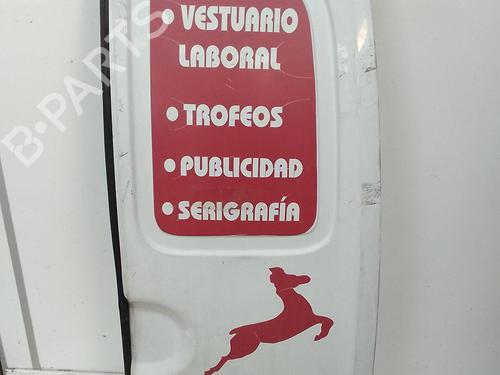 B-PARTS
• VESTUARIO
LABORAL
• TROFEOS
• PUBLICIDAD
• SERIGRAFÍA